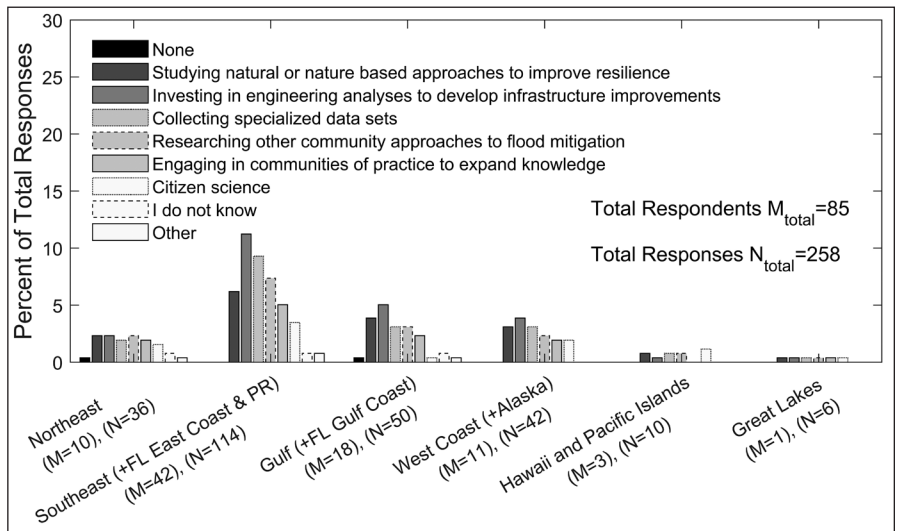 30
25
20
15
10
5
0
Percent of Total Responses
None
Studying natural or nature based approaches to improve resilience
Investing in engineering analyses to develop infrastructure improvements
Collecting specialized data sets
Researching other community approaches to flood mitigation
Engaging in communities of practice to expand knowledge
Citizen science
I do not know
Other
Total Respondents Mtotal=85
Total Responses Ntotal=258
Northeast
(M=10), (N=36)
Southeast (+FL East Coast & PR)
(M=42), (N=114)
Gulf (+FL Gulf Coast)
(M=18), (N=50)
West Coast (+Alaska)
(M=11), (N=42)
Hawaii and Pacific Islands
(M=3), (N=10)
Great Lakes
(M=1), (N=6)